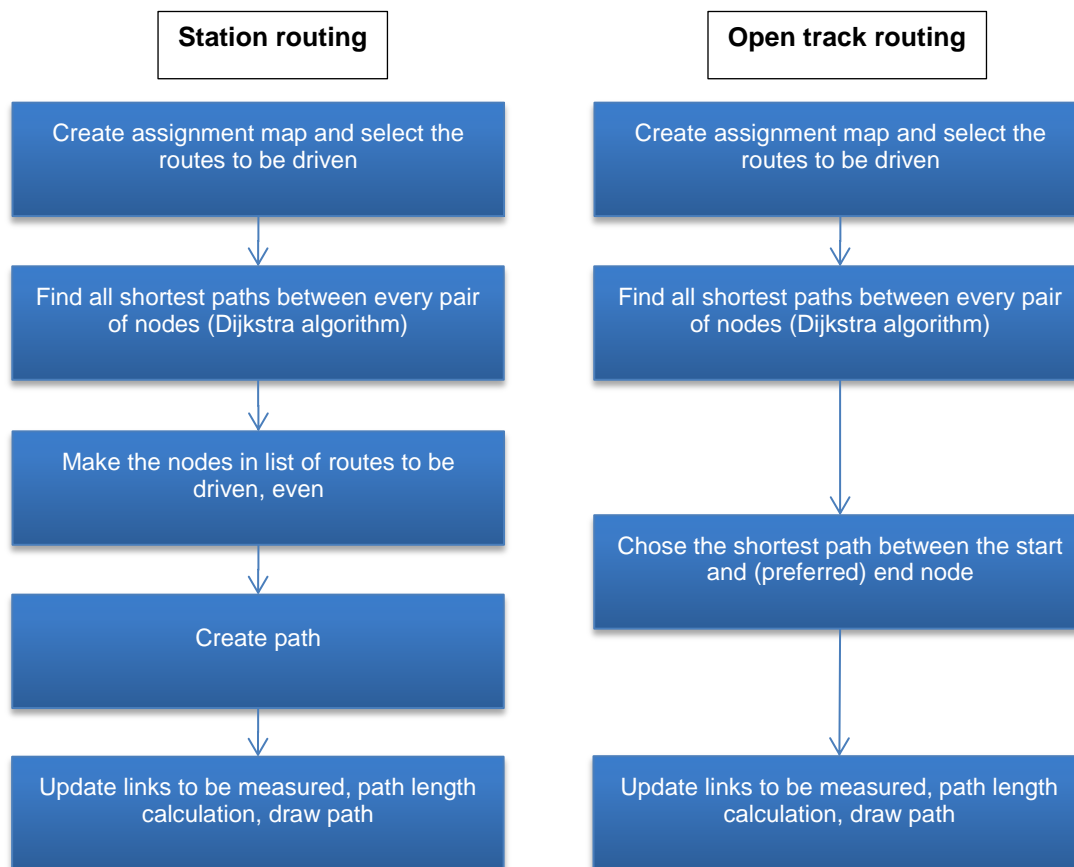 Station routing
Create assignment map and select the
routes to be driven
Find all shortest paths between every pair
of nodes (Dijkstra algorithm)
Make the nodes in list of routes to be
driven, even
Create path
Update links to be measured, path length
calculation, draw path
Open track routing
Create assignment map and select the
routes to be driven
Find all shortest paths between every pair
of nodes (Dijkstra algorithm)
Chose the shortest path between the start
and (preferred) end node
Update links to be measured, path length
calculation, draw path